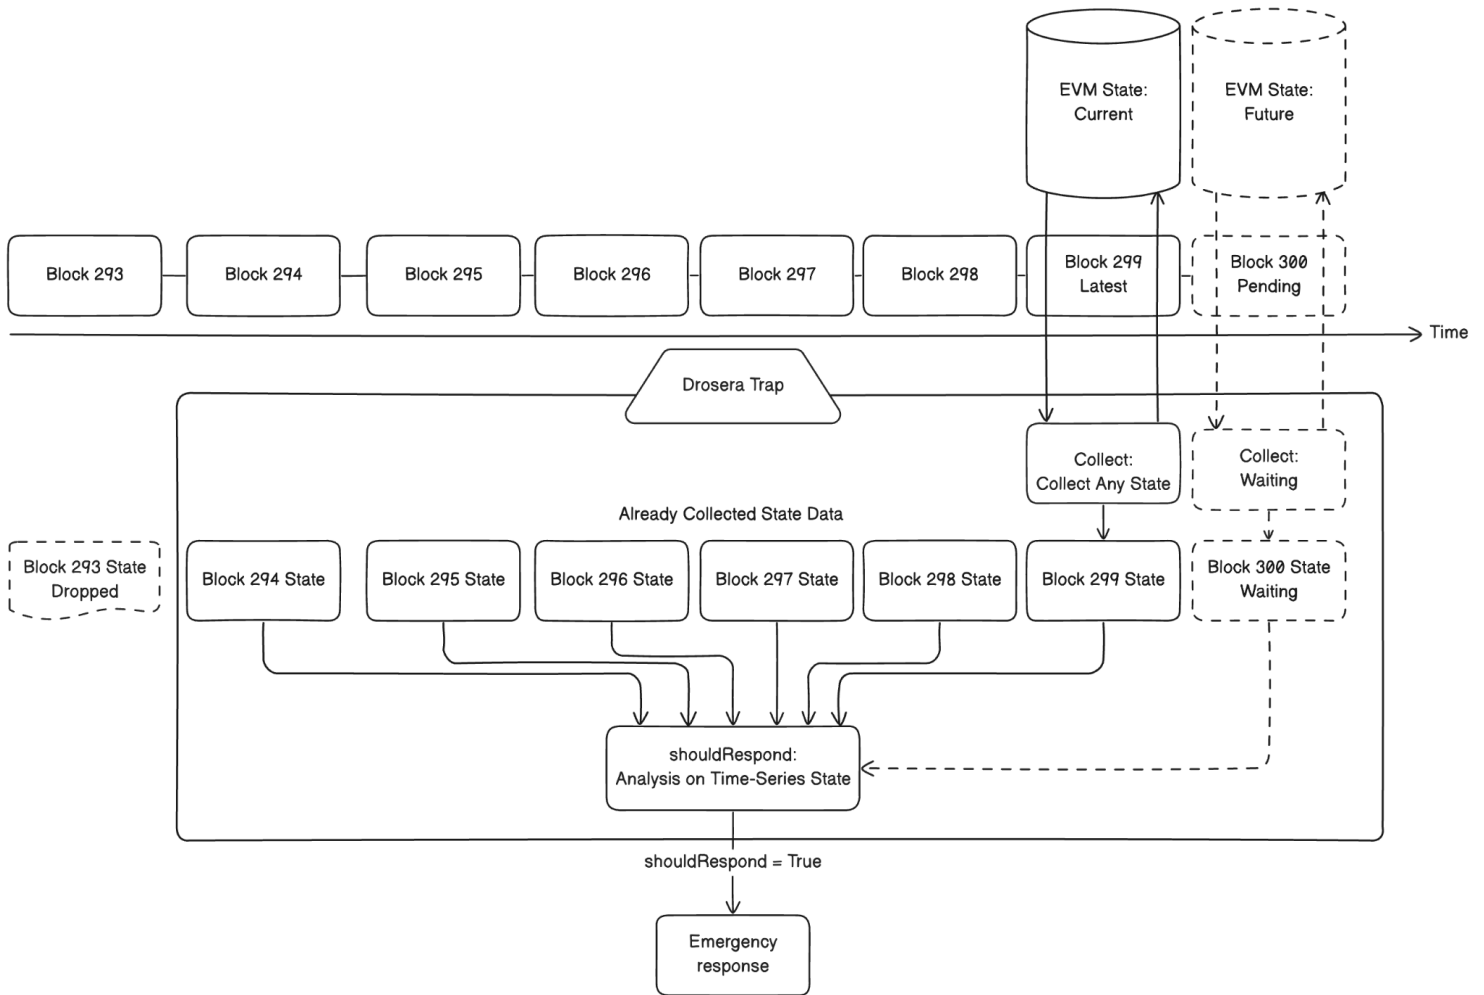 EVM State:
Current
EVM State:
Future
Block 293
Block 294
Block 295
Block 296
Block 297
Block 298
Block 299
Latest
Block 300
Pending
Time
Drosera Trap
Collect:
Collect Any State
Collect:
Waiting
Already Collected State Data
Block 293 State
Dropped
Block 294 State
Block 295 State
Block 296 State
Block 297 State
Block 298 State
Block 299 State
Block 300 State
Waiting
shouldRespond:
Analysis on Time-Series State
shouldRespond = True
Emergency
response